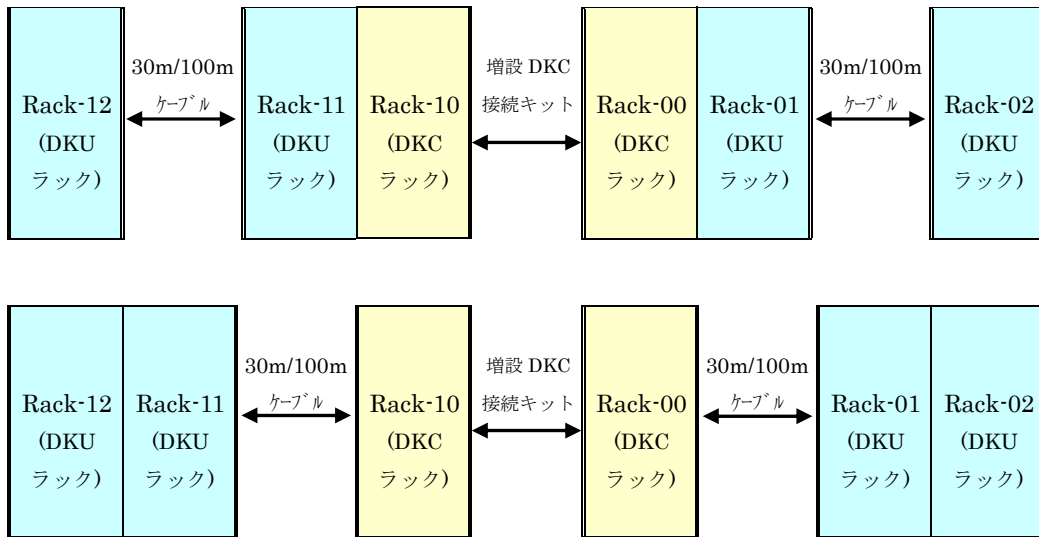 30m/100m
ｹｰﾌﾞﾙ
増設 DKC
接続キット
30m/100m
ｹｰﾌﾞﾙ
Rack-12
(DKU
ラック)
Rack-11
(DKU
ラック)
Rack-10
(DKC
ラック)
Rack-00
(DKC
ラック)
Rack-01
(DKU
ラック)
Rack-02
(DKU
ラック)
30m/100m
ｹｰﾌﾞﾙ
増設 DKC
接続キット
30m/100m
ｹｰﾌﾞﾙ
Rack-12
(DKU
ラック)
Rack-11
(DKU
ラック)
Rack-10
(DKC
ラック)
Rack-00
(DKC
ラック)
Rack-01
(DKU
ラック)
Rack-02
(DKU
ラック)